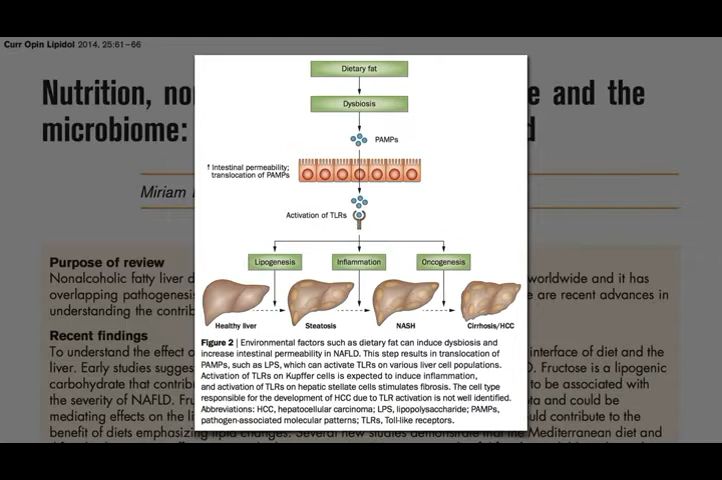 Curr Opin Lipidol 2014, 25:61–66
Nutrition, e and the
microbiome:
Miriam
Purpose of review
Nonalcoholic fatty liver worldwide and it has
overlapping pathogenesis are recent advances in
understanding the
Recent findings
To understand the effect interface of diet and the
liver. Early studies Fructose is a lipogenic
carbohydrate that to be associated with
the severity of NAFLD. and could be
mediating effects on the could contribute to the
benefit of diets emphasizing lipid changes. Several new studies demonstrate that the Mediterranean diet and
Dietary fat
Dysbiosis
PAMPs
↑ Intestinal permeability;
translocation of PAMPs
Activation of TLRs
Lipogenesis Inflammation Oncogenesis
Healthy liver Steatosis NASH Cirrhosis/HCC
Figure 2 | Environmental factors such as dietary fat can induce dysbiosis and
increase intestinal permeability in NAFLD. This step results in translocation of
PAMPs, such as LPS, which can activate TLRs on various liver cell populations.
Activation of TLRs on Kupffer cells is expected to induce inflammation,
and activation of TLRs on hepatic stellate cells stimulates fibrosis. The cell type
responsible for the development of HCC due to TLR activation is not well identified.
Abbreviations: HCC, hepatocellular carcinoma; LPS, lipopolysaccharide; PAMPs,
pathogen-associated molecular patterns; TLRs, Toll-like receptors.